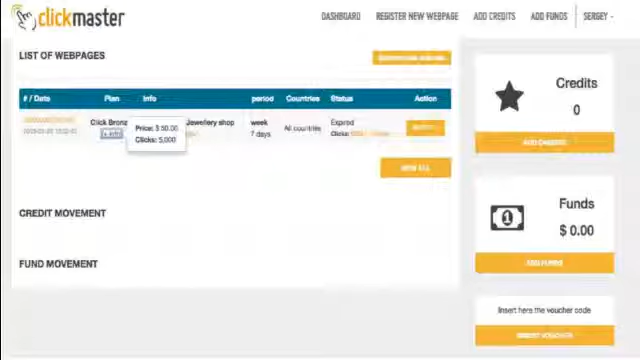 clickmaster
DASHBOARD REGISTER NEW WEBPAGE ADD CREDITS ADD FUNDS SERGEY
LIST OF WEBPAGES
# / Date Plan Info period Countries Status Action
Click Bronz Jewellery shop week All countries Expired
7 days Clicks:
Price: $ 50.00
Clicks: 5,000
VIEW ALL
CREDIT MOVEMENT
FUND MOVEMENT
Credits
0
ADD CREDITS
Funds
$ 0.00
ADD FUNDS
Insert here the voucher code
INSERT VOUCHER